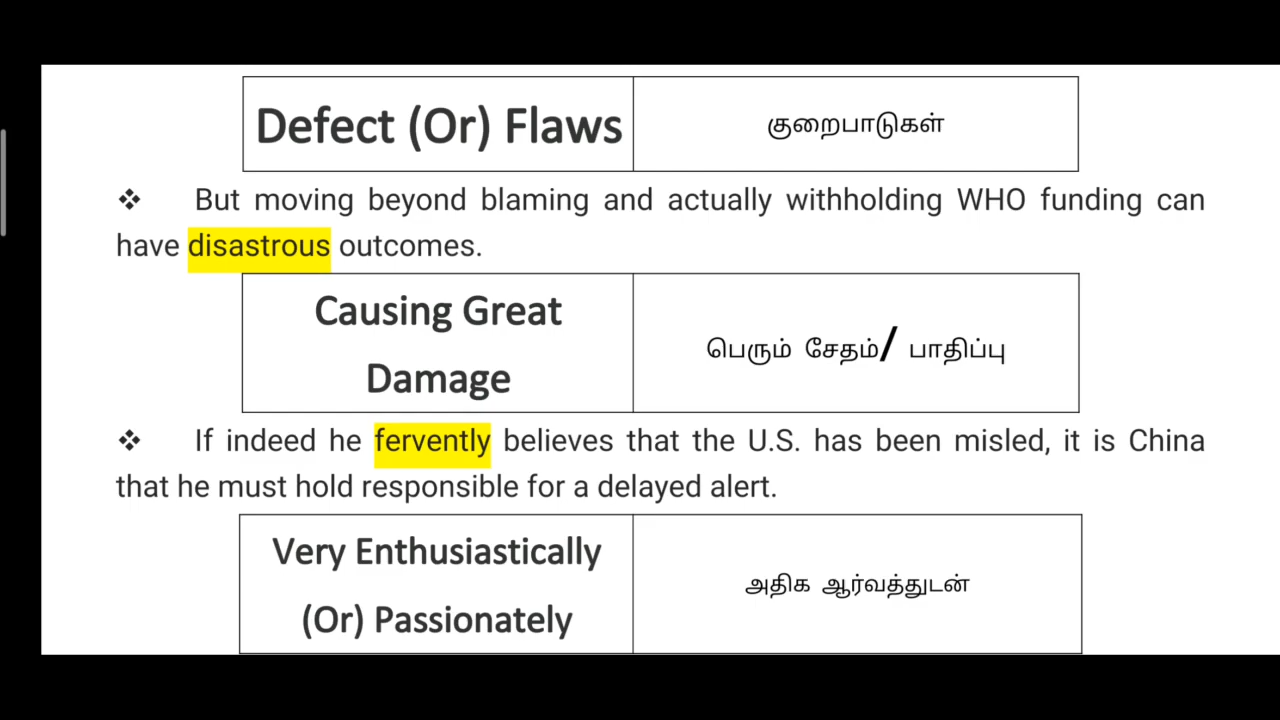 Defect (Or) Flaws
குறைபாடுகள்
❖ But moving beyond blaming and actually withholding WHO funding can
have disastrous outcomes.
Causing Great
Damage
பெரும் சேதம்/ பாதிப்பு
❖ If indeed he fervently believes that the U.S. has been misled, it is China
that he must hold responsible for a delayed alert.
Very Enthusiastically
(Or) Passionately
அதிக ஆர்வத்துடன்